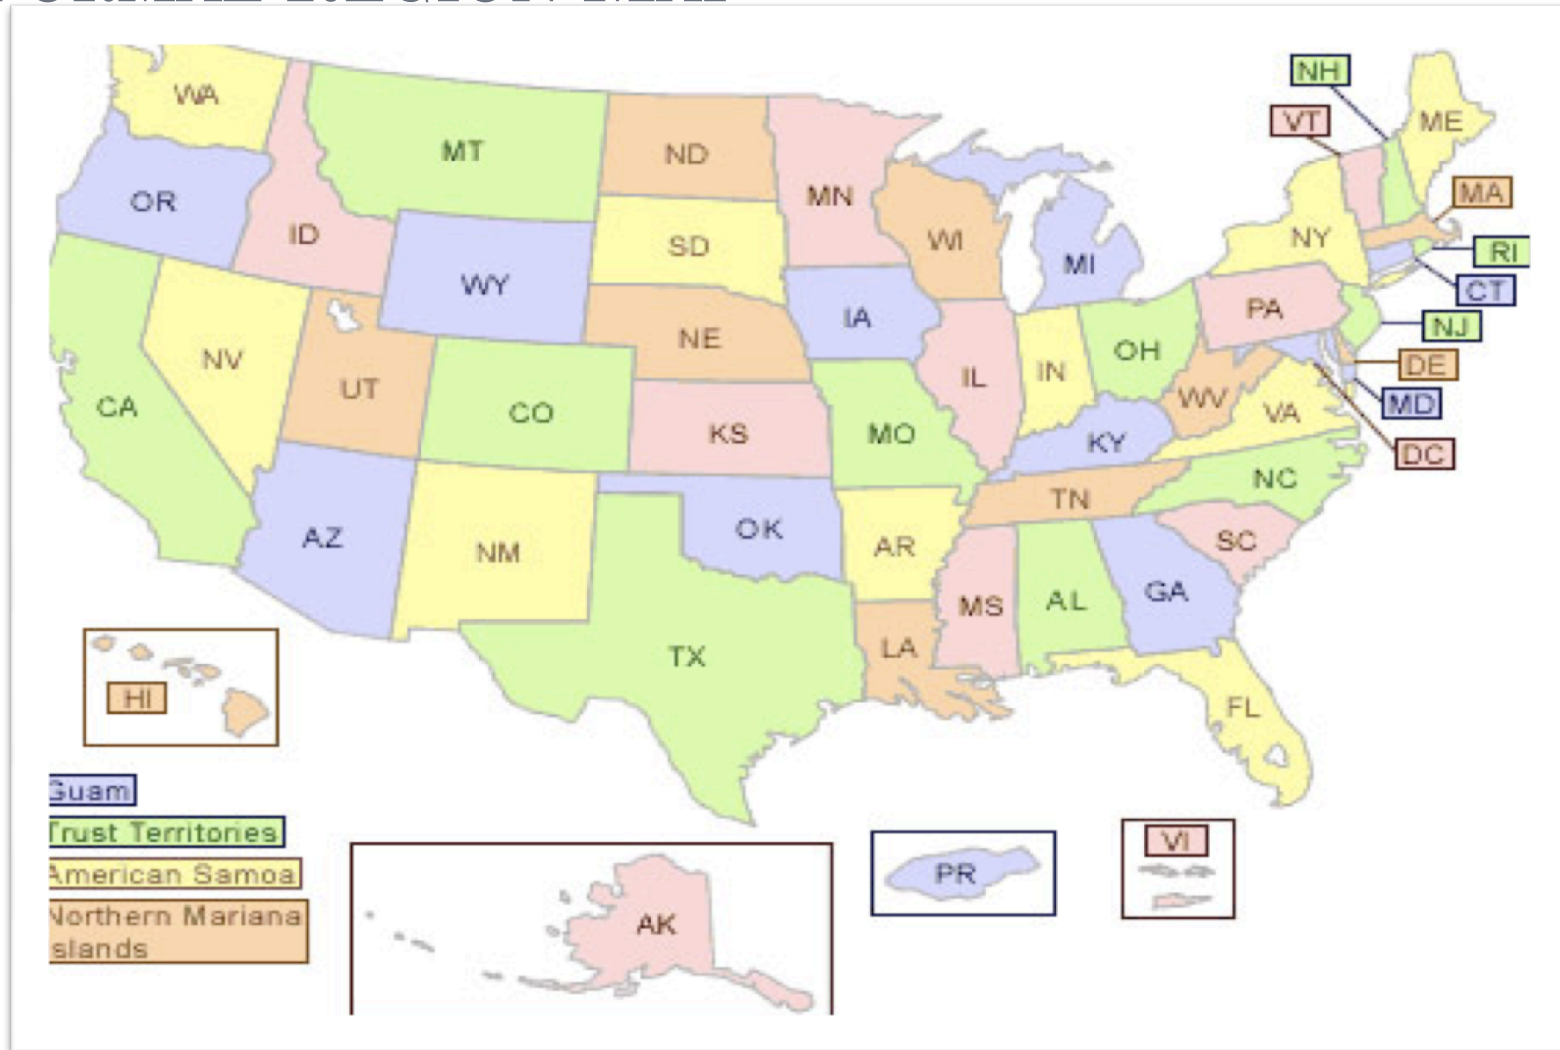 NH
WA
VT
ME
MT
ND
MN
MA
OR
ID
SD
WI
NY
RI
MI
WY
CT
IA
PA
NJ
NE
OH
NV
DE
UT
IL
IN
CA
CO
WV
MD
VA
KS
MO
KY
DC
NC
TN
AZ
OK
SC
NM
AR
GA
MS
AL
LA
TX
HI
FL
Guam
Trust Territories
American Samoa
Northern Mariana
slands
VI
PR
AK